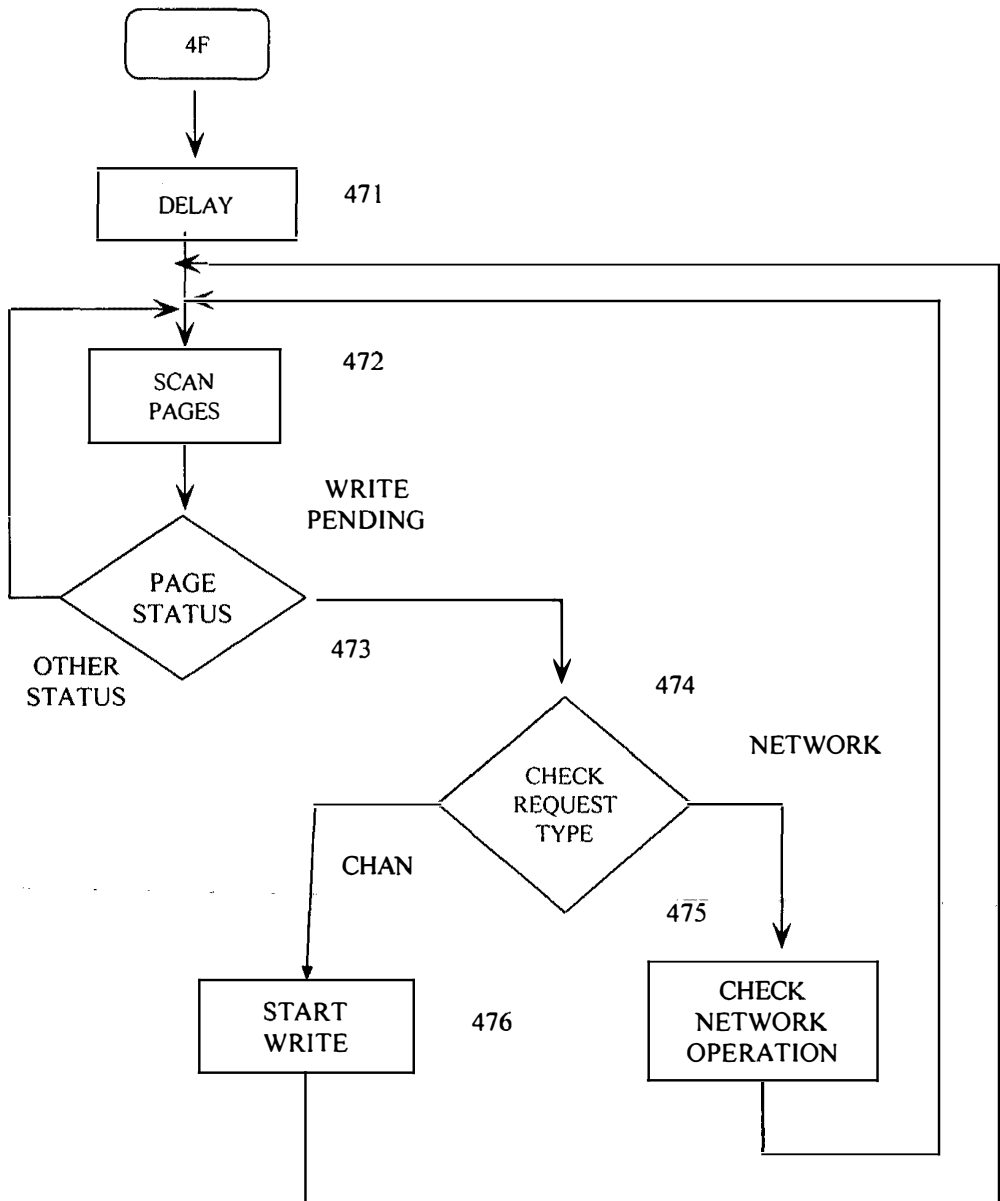 4F
DELAY
471
472
SCAN
PAGES
WRITE
PENDING
PAGE
STATUS
473
OTHER
STATUS
474
NETWORK
CHECK
REQUEST
TYPE
CHAN
475
CHECK
NETWORK
OPERATION
START
WRITE
476